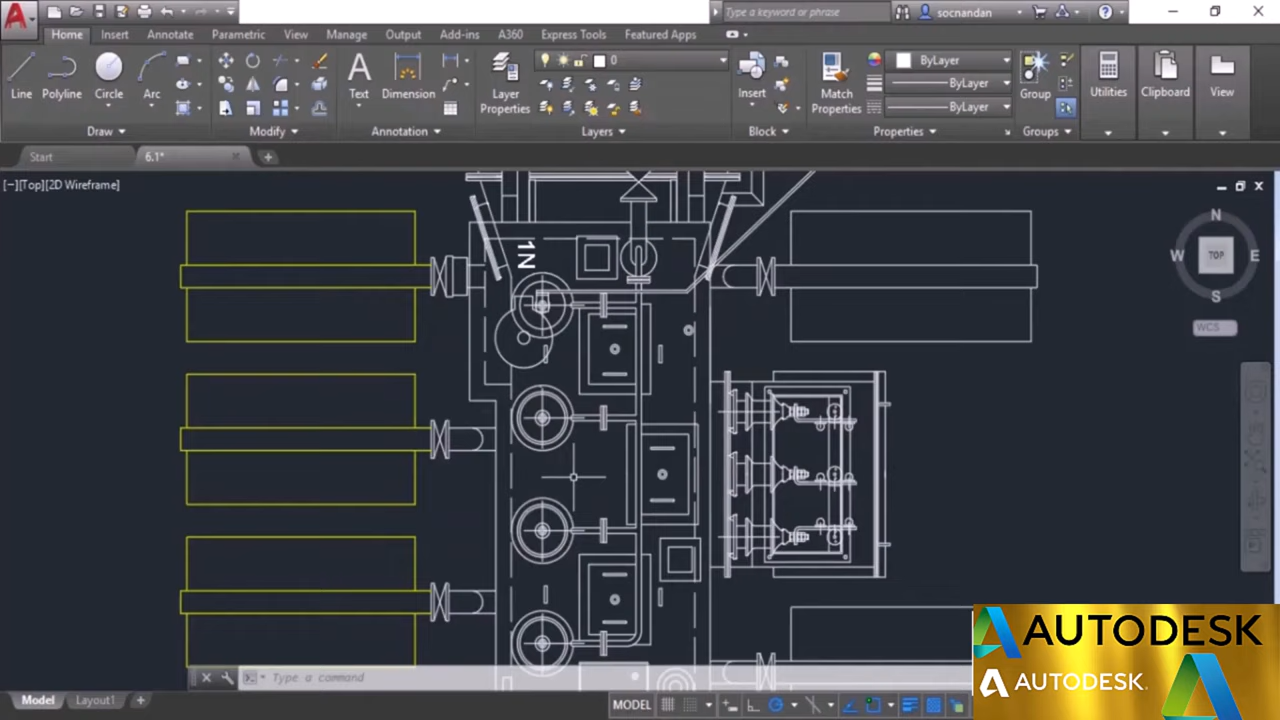 A
Type a keyword or phrase
socnandan
Home Insert Annotate Parametric View Manage Output Add-ins A360 Express Tools Featured Apps
Line Polyline Circle Arc Text Dimension Layer Properties 0 Insert Match Properties ByLayer Group Utilities Clipboard View
ByLayer
ByLayer
Draw Modify Annotation Layers Block Properties Groups
Start 6.1*
[−][Top][2D Wireframe]
N
W TOP E
S
WCS
1N
Type a command
AUTODESK
AUTODESK.
Model Layout1
MODEL